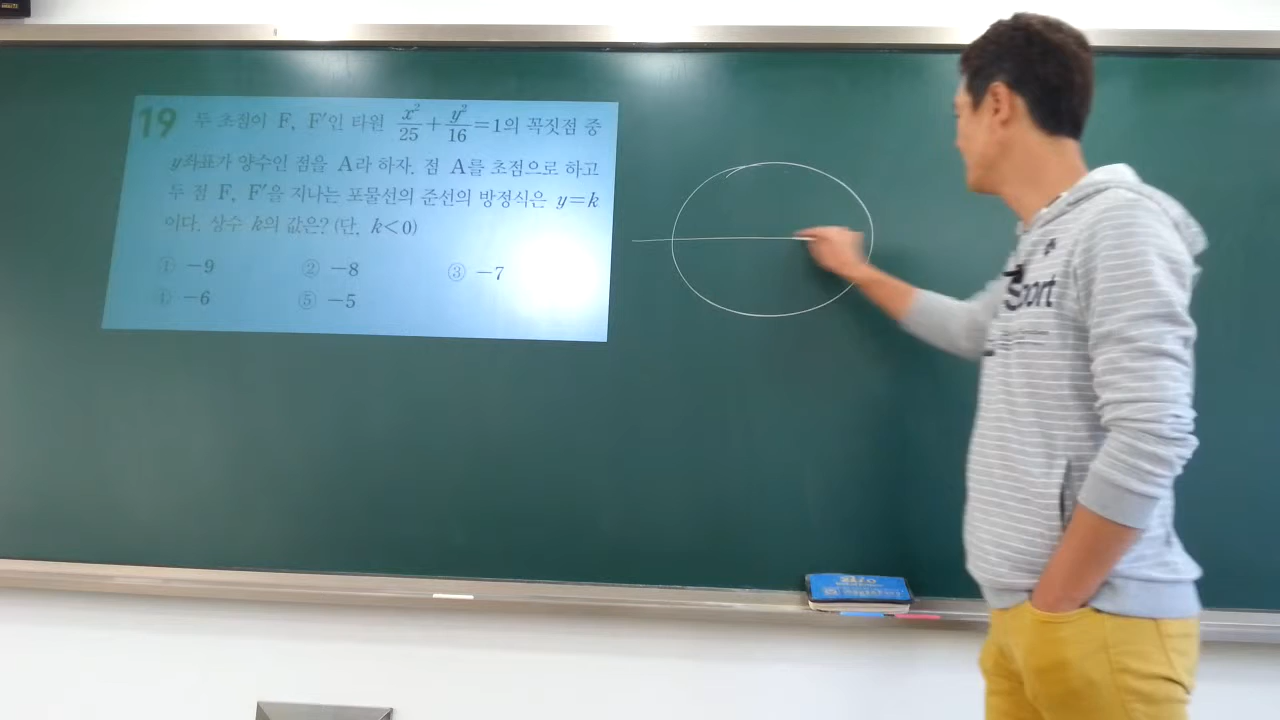 19 두 초점이 F, F′인 타원 x²/25 + y²/16 = 1의 꼭짓점 중
y좌표가 양수인 점을 A라 하자. 점 A를 초점으로 하고
두 점 F, F′을 지나는 포물선의 준선의 방정식은 y=k
이다. 상수 k의 값은? (단, k<0)
① -9 ② -8 ③ -7
④ -6 ⑤ -5
Sport